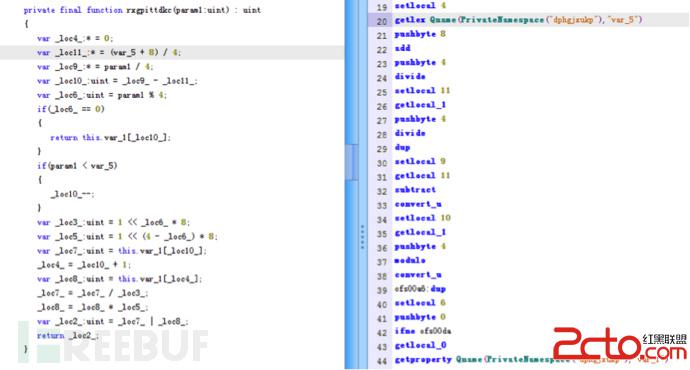 private final function rxgpittdkc(param1:uint) : uint
{
var _loc4_:* = 0;
var _loc11_:* = (var_5 + 8) / 4;
var _loc9_:* = param1 / 4;
var _loc10_:uint = _loc9_ - _loc11_;
var _loc6_:uint = param1 % 4;
if(_loc6_ == 0)
{
return this.var_1[_loc10_];
}
if(param1 < var_5)
{
_loc10_--;
}
var _loc3_:uint = 1 << _loc6_ * 8;
var _loc5_:uint = 1 << (4 - _loc6_) * 8;
var _loc7_:uint = this.var_1[_loc10_];
_loc4_ = _loc10_ + 1;
var _loc8_:uint = this.var_1[_loc4_];
_loc7_ = _loc7_ / _loc3_;
_loc8_ = _loc8_ * _loc5_;
var _loc2_:uint = _loc7_ | _loc8_;
return _loc2_;
}
REEBUF
19 setlocal 4
20 getlex Qname(PrivateNamespace("dphgjxukp"),"var_5")
21 pushbyte 8
22 add
23 pushbyte 4
24 divide
25 setlocal 11
26 getlocal_1
27 pushbyte 4
28 divide
29 dup
30 setlocal 9
31 getlocal 11
32 subtract
33 convert_u
34 setlocal 10
35 getlocal_1
36 pushbyte 4
37 modulo
38 convert_u
39 ofs00a6:dup
40 setlocal 6
41 pushbyte 0
42 ifne ofs00da
43 getlocal_0
44 getproperty Qname(PrivateNamespace("dphgjxukp"),
2cto.com
红黑联盟